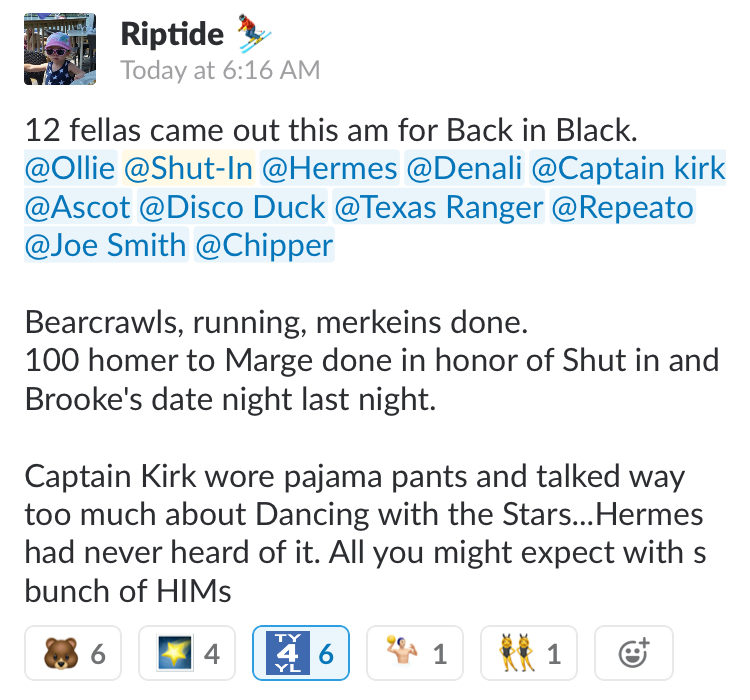 Riptide
Today at 6:16 AM
12 fellas came out this am for Back in Black.
@Ollie @Shut-In @Hermes @Denali @Captain kirk
@Ascot @Disco Duck @Texas Ranger @Repeato
@Joe Smith @Chipper
Bearcrawls, running, merkeins done.
100 homer to Marge done in honor of Shut in and
Brooke's date night last night.
Captain Kirk wore pajama pants and talked way
too much about Dancing with the Stars...Hermes
had never heard of it. All you might expect with s
bunch of HIMs
6
4
TY
4
YL
6
1
1